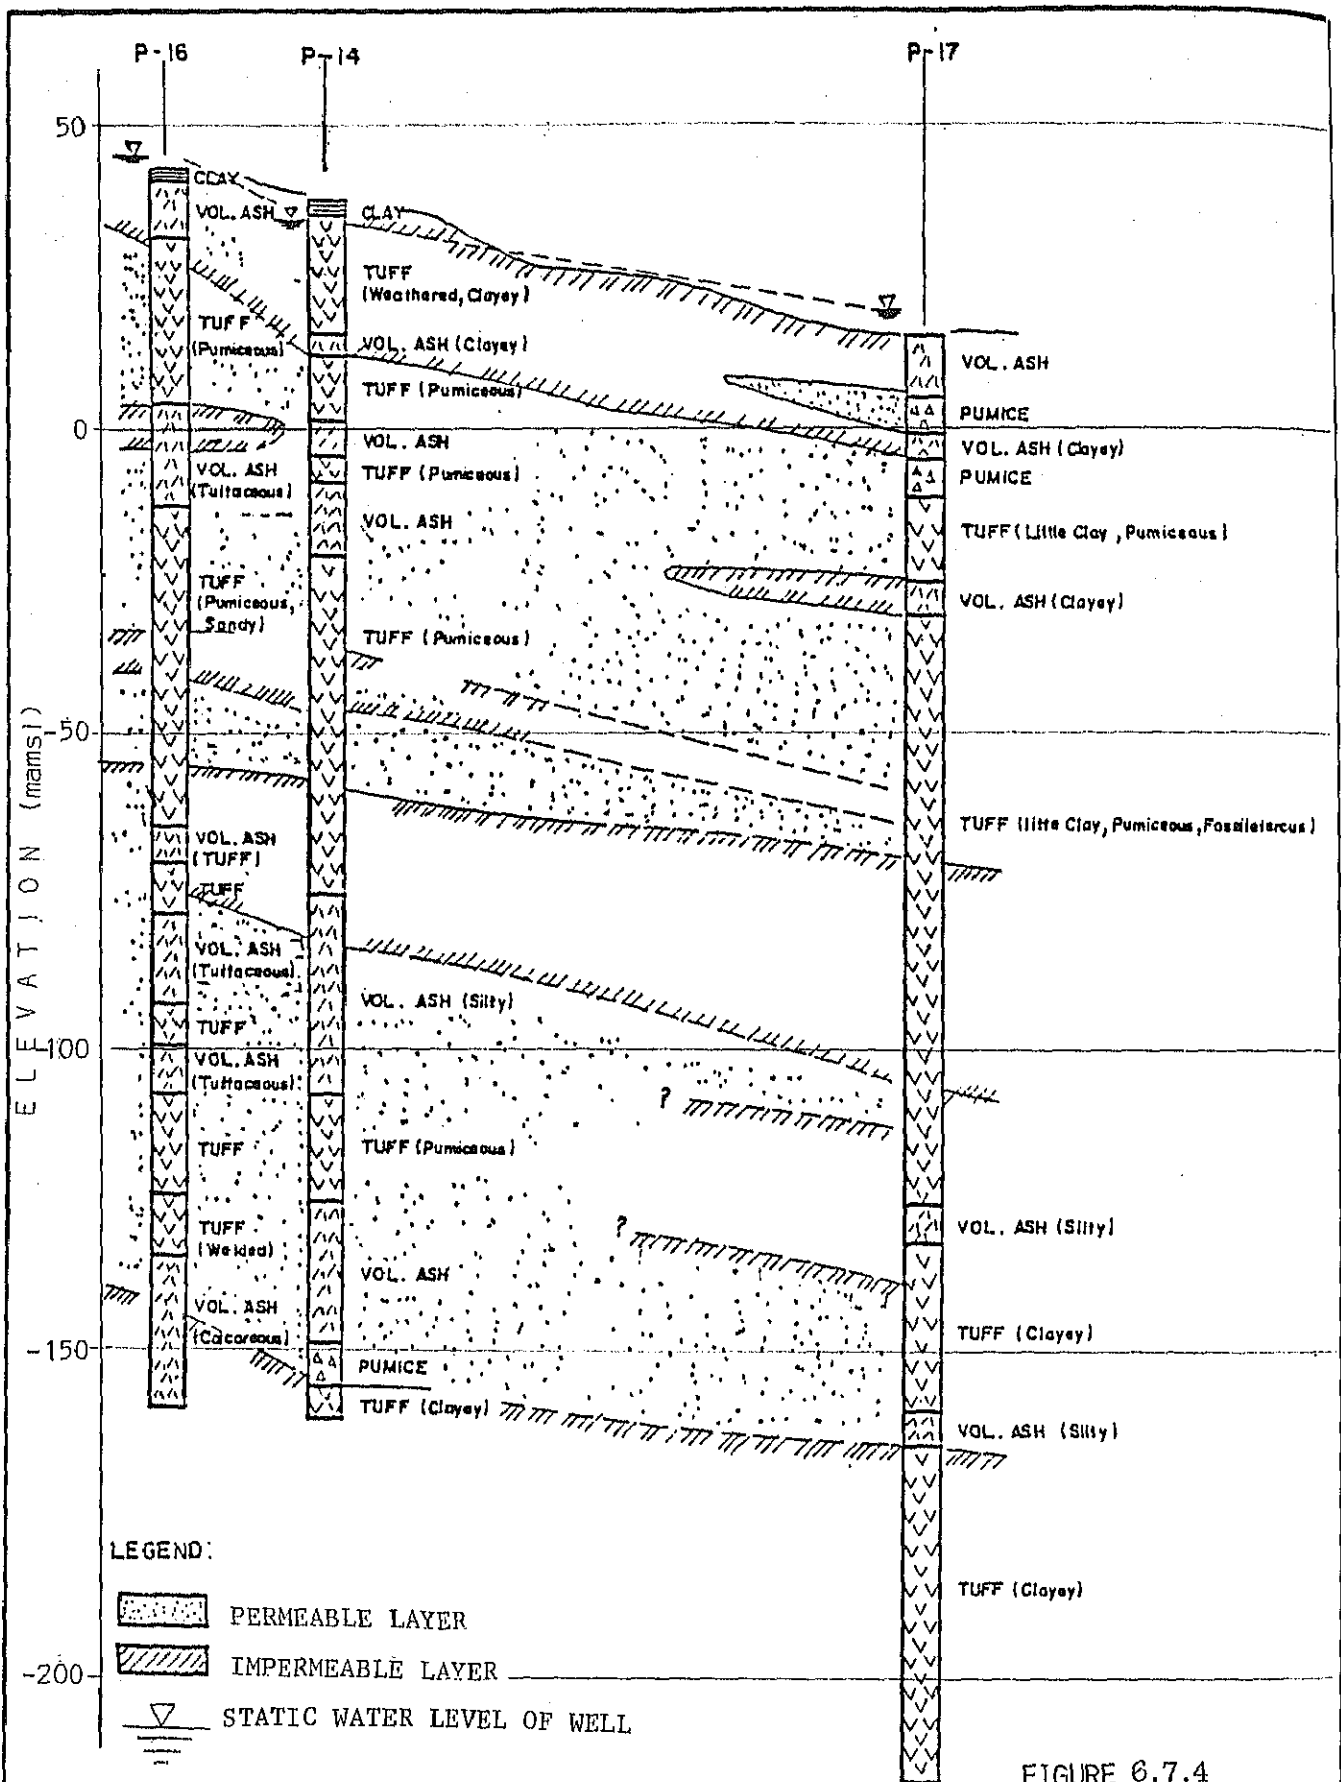 P-16
P-14
P-17
50
0
-50
-100
-150
-200
ELEVATION (mamsl)
CLAY
VOL. ASH
TUFF
(Pumiceous)
VOL. ASH
(Tuffaceous)
TUFF
(Pumiceous,
Sandy)
VOL. ASH
(TUFF)
TUFF
VOL. ASH
(Tuffaceous)
TUFF
VOL. ASH
(Tuffaceous)
TUFF
TUFF
(Welded)
VOL. ASH
(Calcareous)
CLAY
TUFF
(Weathered, Clayey)
VOL. ASH (Clayey)
TUFF (Pumiceous)
VOL. ASH
TUFF (Pumiceous)
VOL. ASH
TUFF (Pumiceous)
VOL. ASH (Silty)
TUFF (Pumiceous)
VOL. ASH
PUMICE
TUFF (Clayey)
?
?
VOL. ASH
PUMICE
VOL. ASH (Clayey)
PUMICE
TUFF (Little Clay, Pumiceous)
VOL. ASH (Clayey)
TUFF (little Clay, Pumiceous, Fossiletercus)
VOL. ASH (Silty)
TUFF (Clayey)
VOL. ASH (Silty)
TUFF (Clayey)
LEGEND:
PERMEABLE LAYER
IMPERMEABLE LAYER
STATIC WATER LEVEL OF WELL
FIGURE 6.7.4